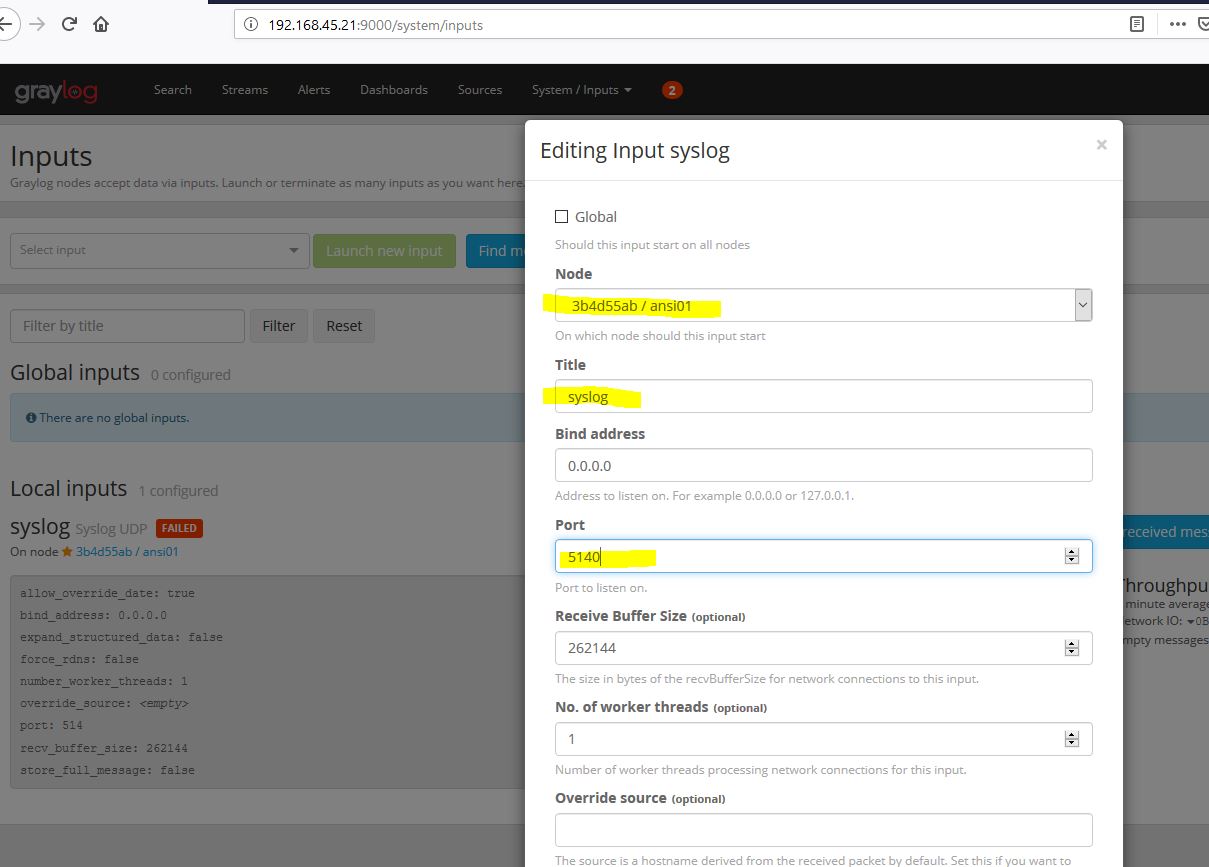 192.168.45.21:9000/system/inputs
graylog Search Streams Alerts Dashboards Sources System / Inputs 2
Inputs
Graylog nodes accept data via inputs. Launch or terminate as many inputs as you want here.
Select input Launch new input Find m
Filter by title Filter Reset
Global inputs 0 configured
There are no global inputs.
Local inputs 1 configured
syslog Syslog UDP FAILED
On node 3b4d55ab / ansi01
allow_override_date: true
bind_address: 0.0.0.0
expand_structured_data: false
force_rdns: false
number_worker_threads: 1
override_source: <empty>
port: 514
recv_buffer_size: 262144
store_full_message: false
Editing Input syslog ×
Global
Should this input start on all nodes
Node
3b4d55ab / ansi01
On which node should this input start
Title
syslog
Bind address
0.0.0.0
Address to listen on. For example 0.0.0.0 or 127.0.0.1.
Port
5140
Port to listen on.
Receive Buffer Size (optional)
262144
The size in bytes of the recvBufferSize for network connections to this input.
No. of worker threads (optional)
1
Number of worker threads processing network connections for this input.
Override source (optional)
The source is a hostname derived from the received packet by default. Set this if you want to
received mes
Throughpu
minute average
etwork IO: 0B
mpty messages